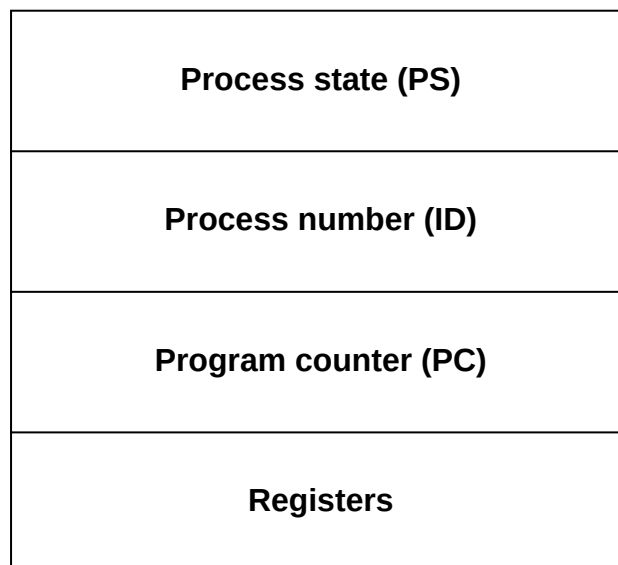 Process state (PS)
Process number (ID)
Program counter (PC)
Registers